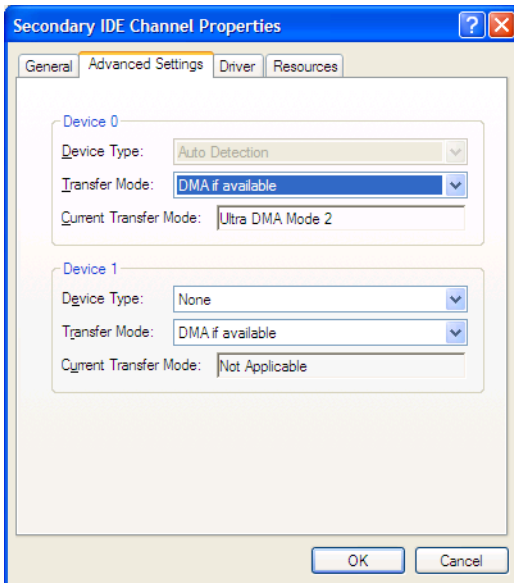 Secondary IDE Channel Properties
General Advanced Settings Driver Resources
Device 0
Device Type: Auto Detection
Transfer Mode: DMA if available
Current Transfer Mode: Ultra DMA Mode 2
Device 1
Device Type: None
Transfer Mode: DMA if available
Current Transfer Mode: Not Applicable
OK Cancel